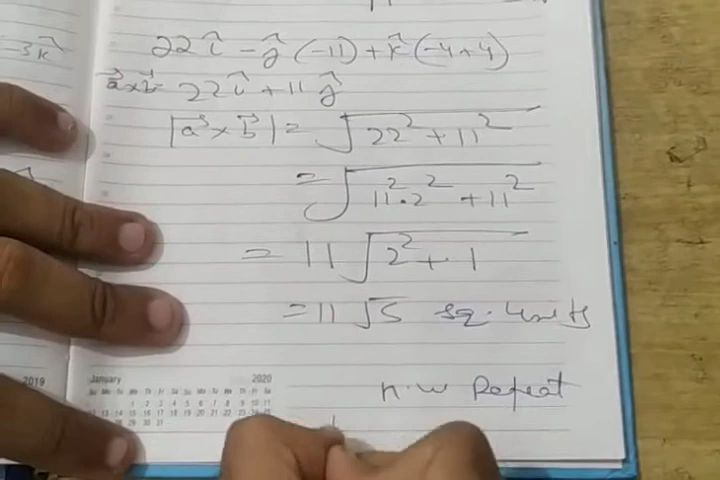 -3k̂
22î - ĵ(-11) + k̂(-4+4)
a⃗×b⃗ = 22î + 11ĵ
|a⃗×b⃗| = √(22² + 11²)
= √(11²·2² + 11²)
= 11√(2² + 1)
= 11√5 sq. units
2019
January 2020
H.W Repeat